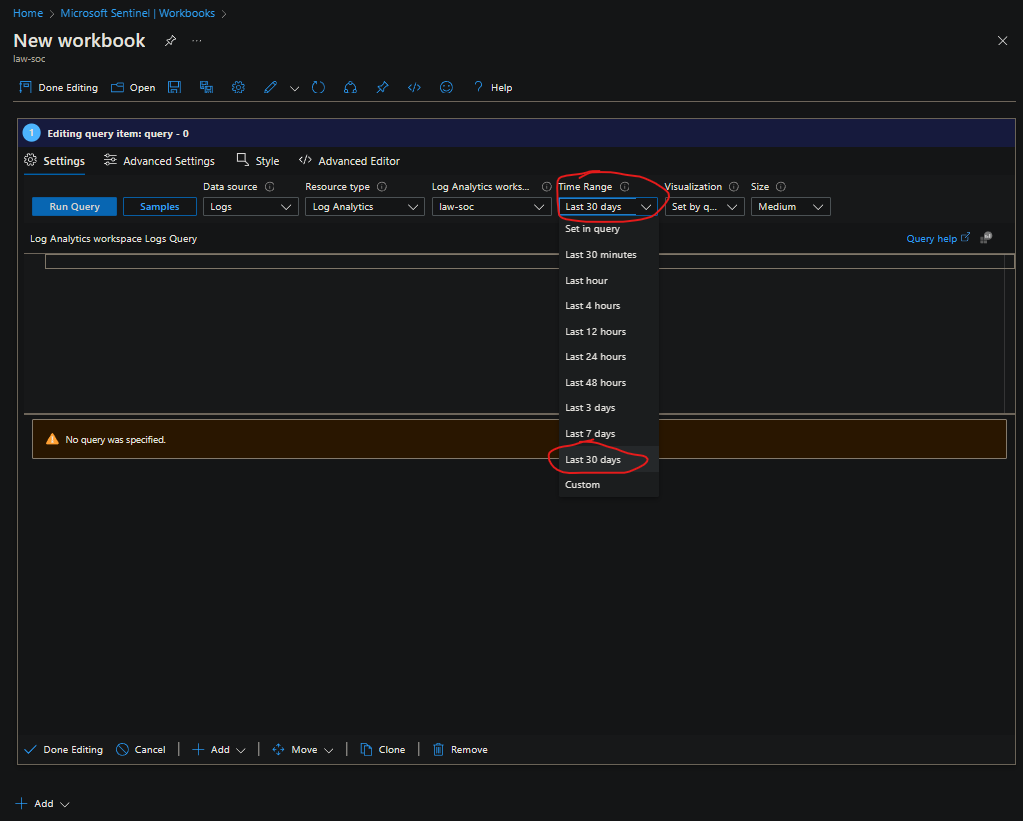 Home > Microsoft Sentinel | Workbooks >
New workbook ...
law-soc
Done Editing Open Help
1 Editing query item: query - 0
Settings Advanced Settings Style Advanced Editor
Data source Resource type Log Analytics works... Time Range Visualization Size
Run Query Samples Logs Log Analytics law-soc Last 30 days Set by q... Medium
Log Analytics workspace Logs Query Query help
Set in query
Last 30 minutes
Last hour
Last 4 hours
Last 12 hours
Last 24 hours
Last 48 hours
Last 3 days
Last 7 days
Last 30 days
Custom
No query was specified.
Done Editing Cancel Add Move Clone Remove
Add